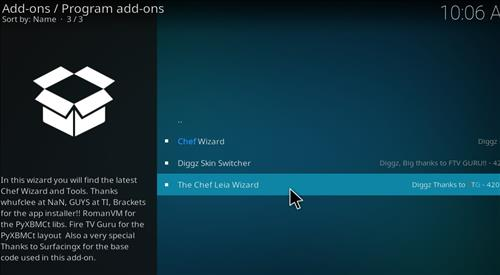 Add-ons / Program add-ons
Sort by: Name · 3 / 3
10:06 A
..
Chef Wizard
Diggz
Diggz Skin Switcher
Diggz, Big thanks to FTV GURU!! - 42
The Chef Leia Wizard
Diggz Thanks to TG - 420
In this wizard you will find the latest
Chef Wizard and Tools. Thanks
whufclee at NaN, GUYS at TI, Brackets
for the app installer!! RomanVM for
the PyXBMCt libs. Fire TV Guru for the
PyXBMCt layout Also a very special
Thanks to Surfacingx for the base
code used in this add-on.